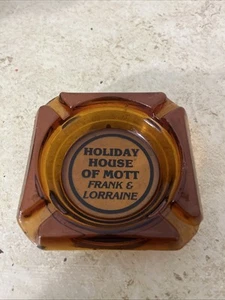 HOLIDAY
HOUSE
OF MOTT
FRANK &
LORRAINE